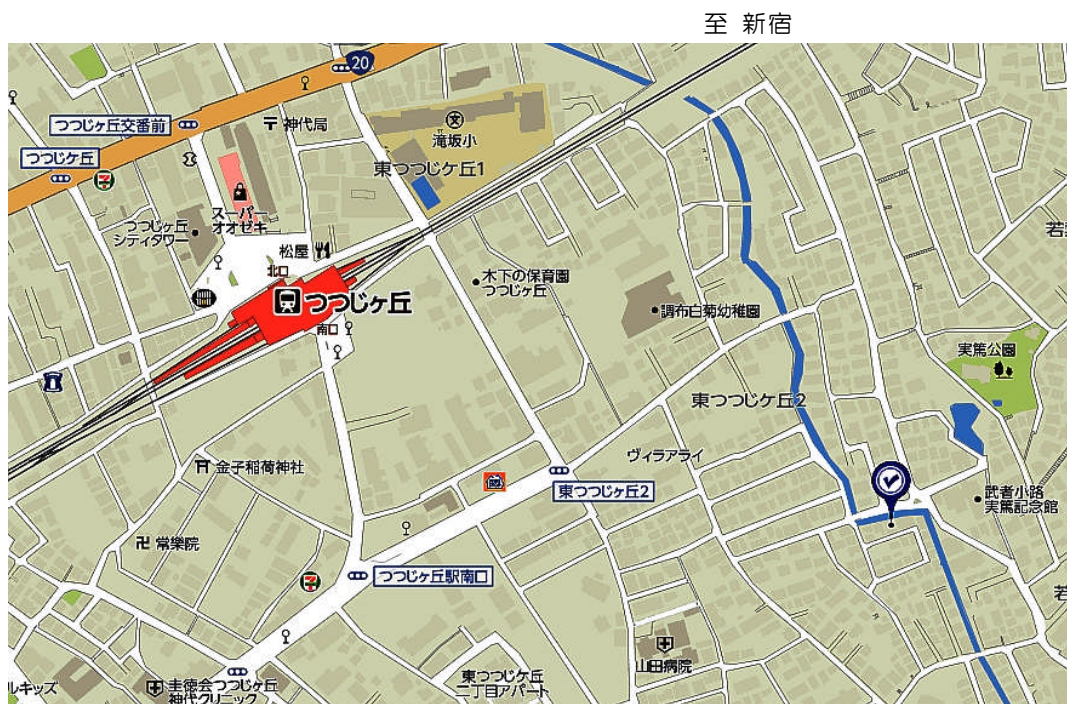 至 新宿
20
つつじヶ丘交番前
神代局
文
滝坂小
つつじケ丘
東つつじケ丘1
スーパー
オオゼキ
つつじヶ丘
シティタワー
松屋
北口
つつじヶ丘
南口
木下の保育園
つつじヶ丘
調布白菊幼稚園
実篤公園
東つつじケ丘2
ヴィラアライ
金子稲荷神社
東つつじヶ丘2
武者小路
実篤記念館
常楽院
つつじヶ丘駅南口
山田病院
ルキッズ
圭徳会つつじヶ丘
神代クリニック
東つつじケ丘
二丁目アパート
若